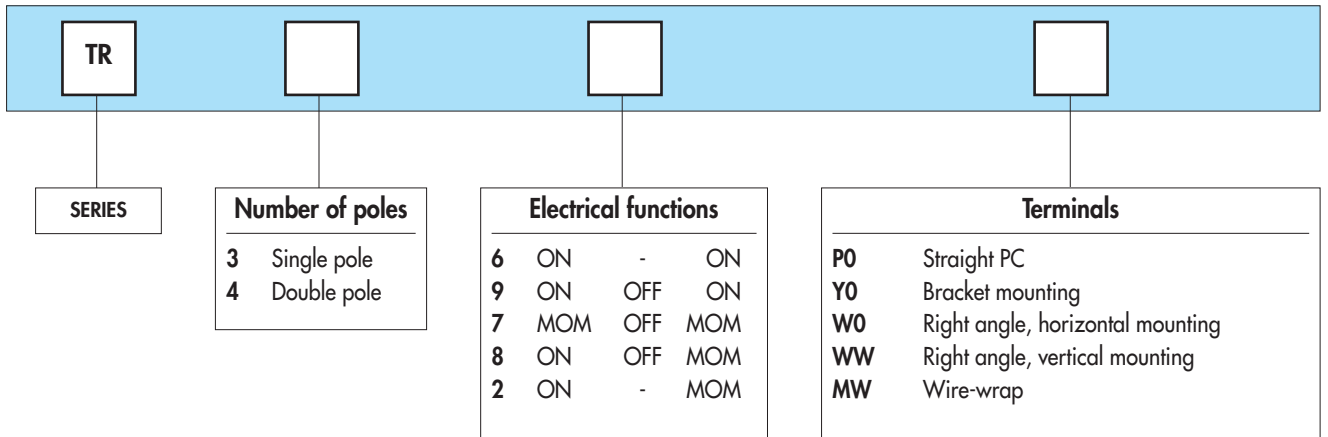 TR
SERIES
Number of poles
3 Single pole
4 Double pole
Electrical functions
6 ON - ON
9 ON OFF ON
7 MOM OFF MOM
8 ON OFF MOM
2 ON - MOM
Terminals
P0 Straight PC
Y0 Bracket mounting
W0 Right angle, horizontal mounting
WW Right angle, vertical mounting
MW Wire-wrap